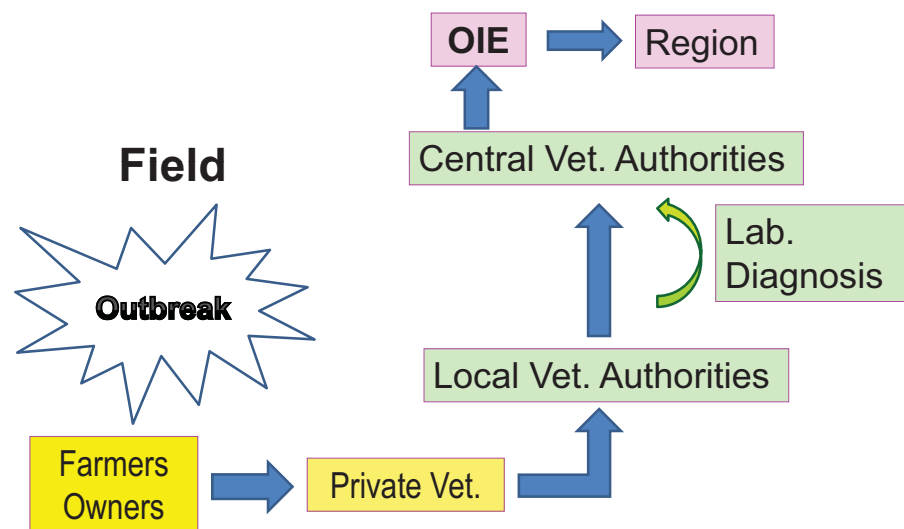 OIE
Region
Central Vet. Authorities
Field
Lab.
Diagnosis
Outbreak
Local Vet. Authorities
Farmers
Owners
Private Vet.